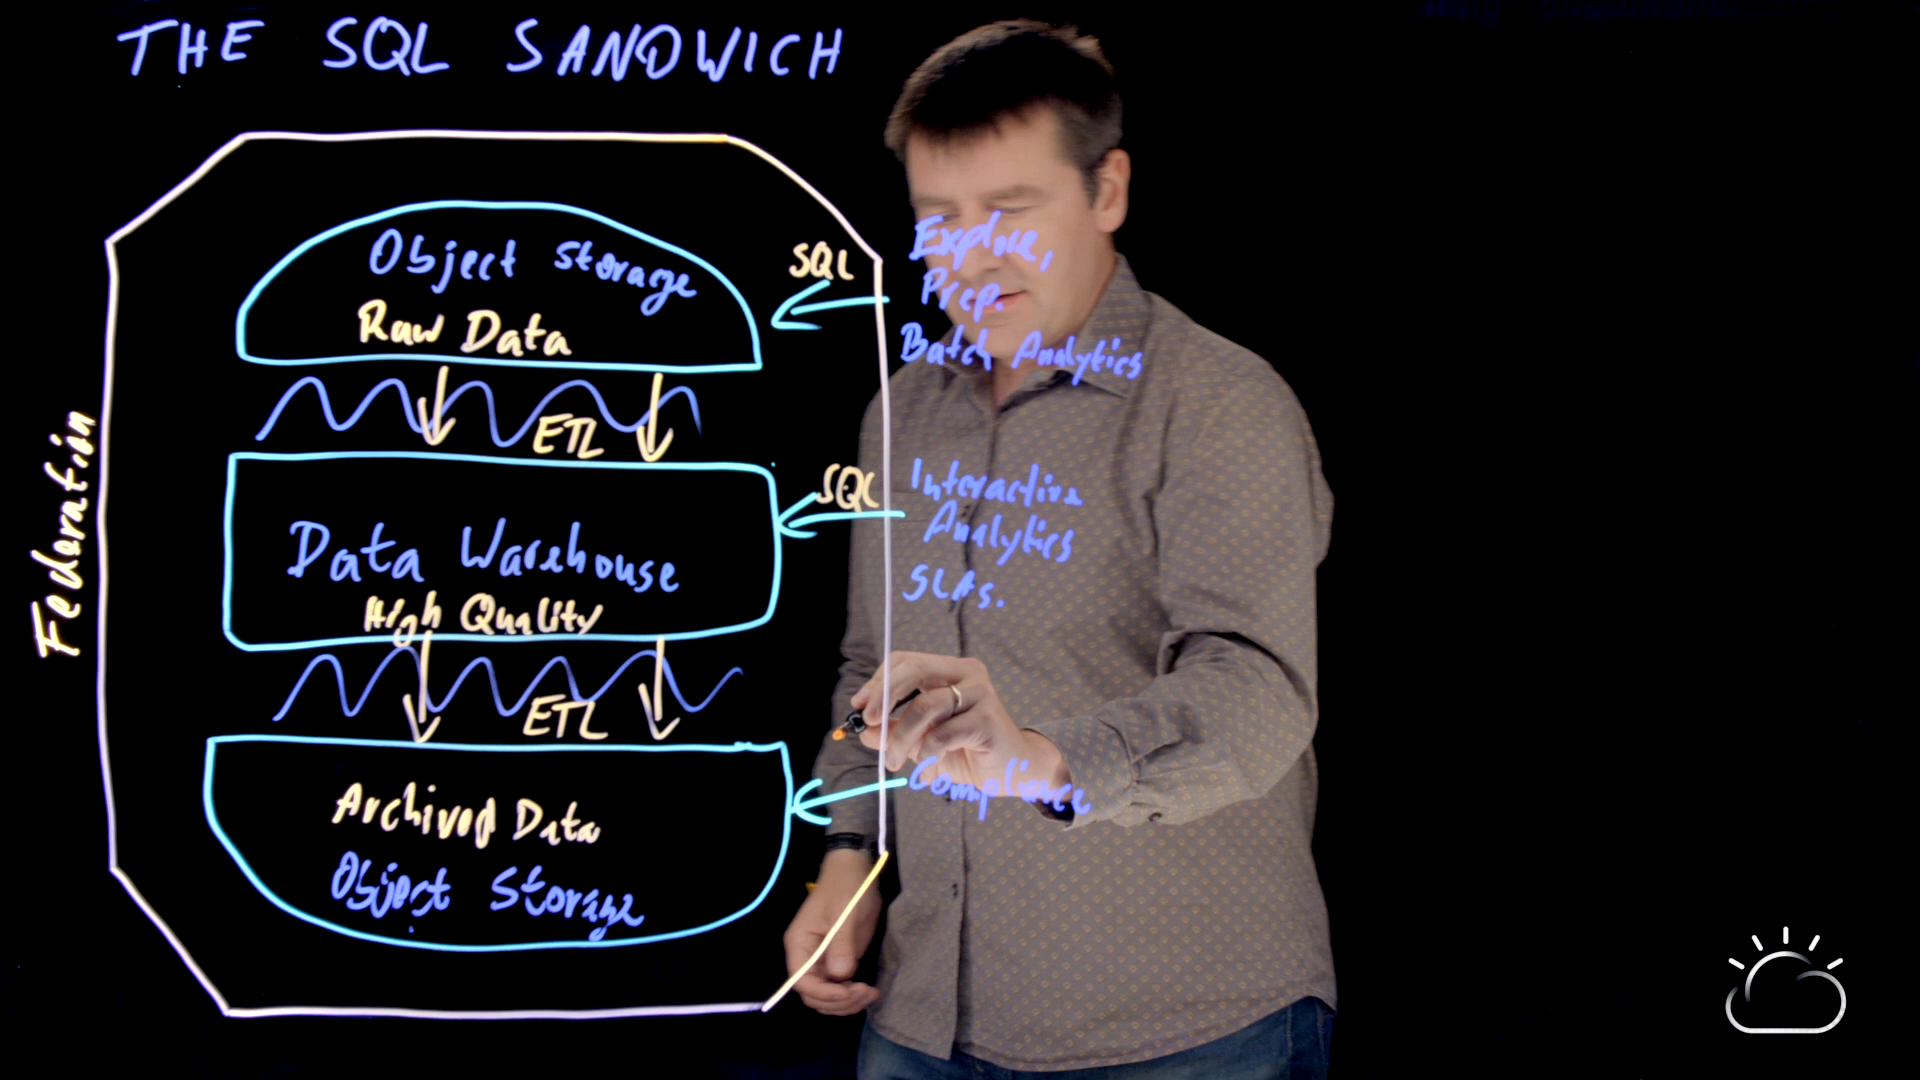 THE SQL SANDWICH
Federation
Object Storage
Raw Data
SQL
Explore,
Prep.
Batch Analytics
ETL
Data Warehouse
High Quality
SQL
Interactive
Analytics
SLAs.
ETL
Archived Data
Object Storage
Compliance